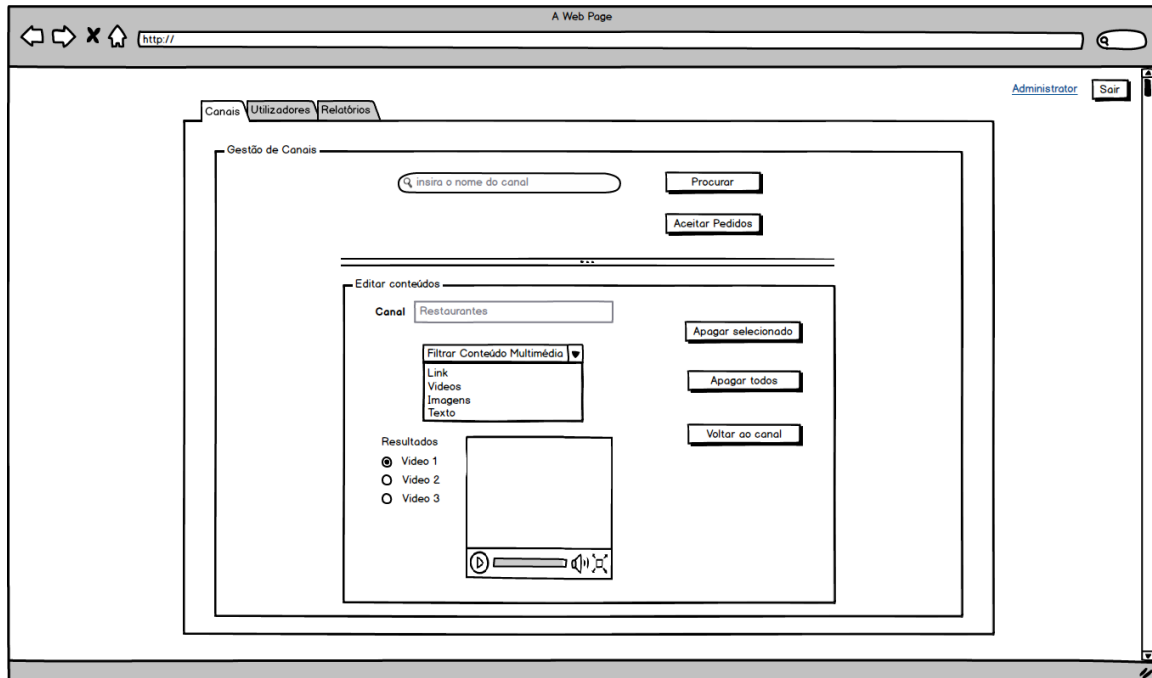 A Web Page
http://
Administrator
Sair
Canais
Utilizadores
Relatórios
Gestão de Canais
insira o nome do canal
Procurar
Aceitar Pedidos
Editar conteúdos
Canal
Restaurantes
Apagar selecionado
Filtrar Conteúdo Multimédia
Link
Videos
Imagens
Texto
Apagar todos
Voltar ao canal
Resultados
Video 1
Video 2
Video 3